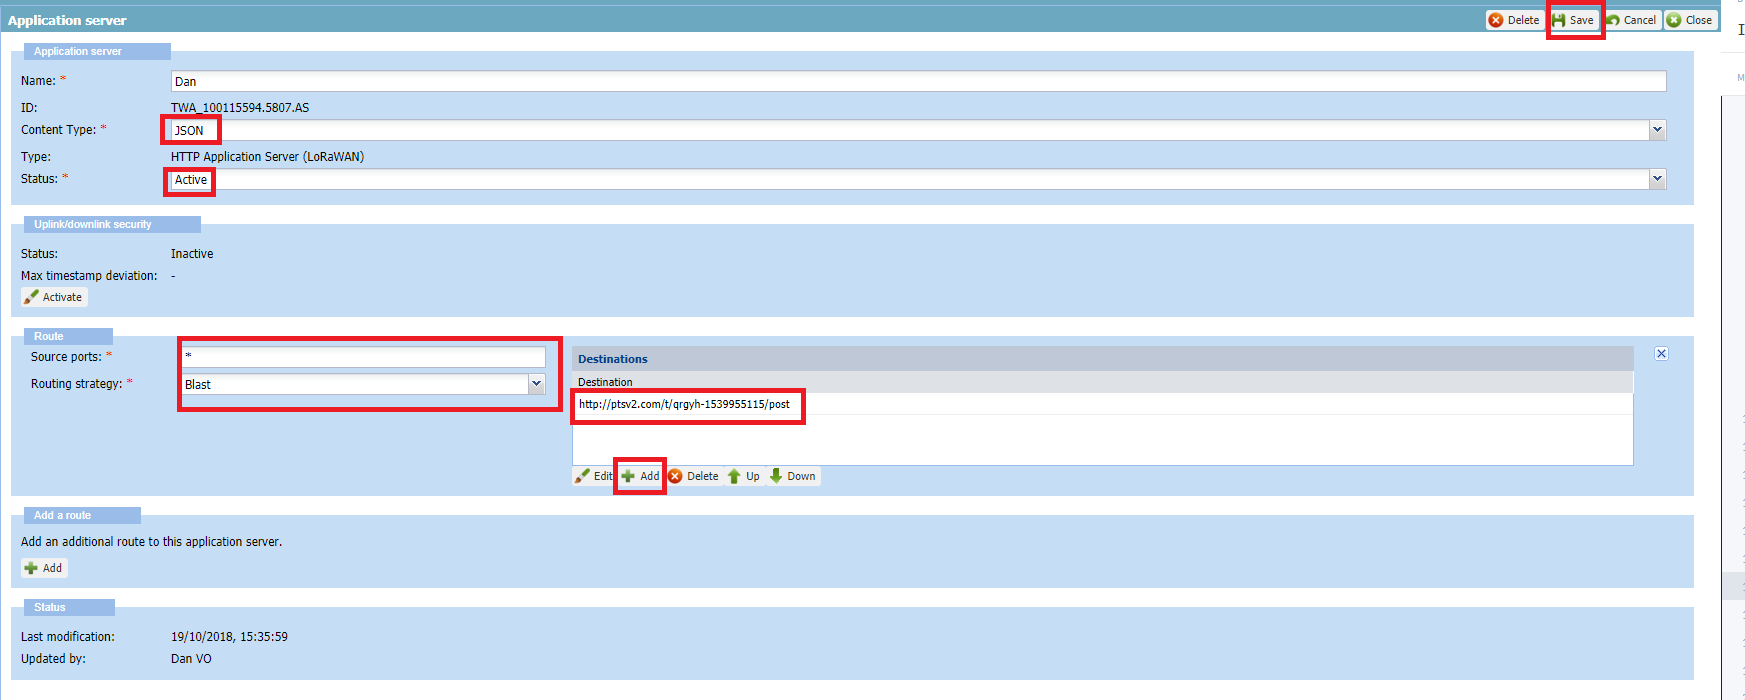 Application server
Delete Save Cancel Close
Application server
Name: * Dan
ID: TWA_100115594.5807.AS
Content Type: * JSON
Type: HTTP Application Server (LoRaWAN)
Status: * Active
Uplink/downlink security
Status: Inactive
Max timestamp deviation: -
Activate
Route
Source ports: * *
Routing strategy: * Blast
Destinations
Destination
http://ptsv2.com/t/qrgyh-1539955115/post
Edit Add Delete Up Down
Add a route
Add an additional route to this application server.
Add
Status
Last modification: 19/10/2018, 15:35:59
Updated by: Dan VO